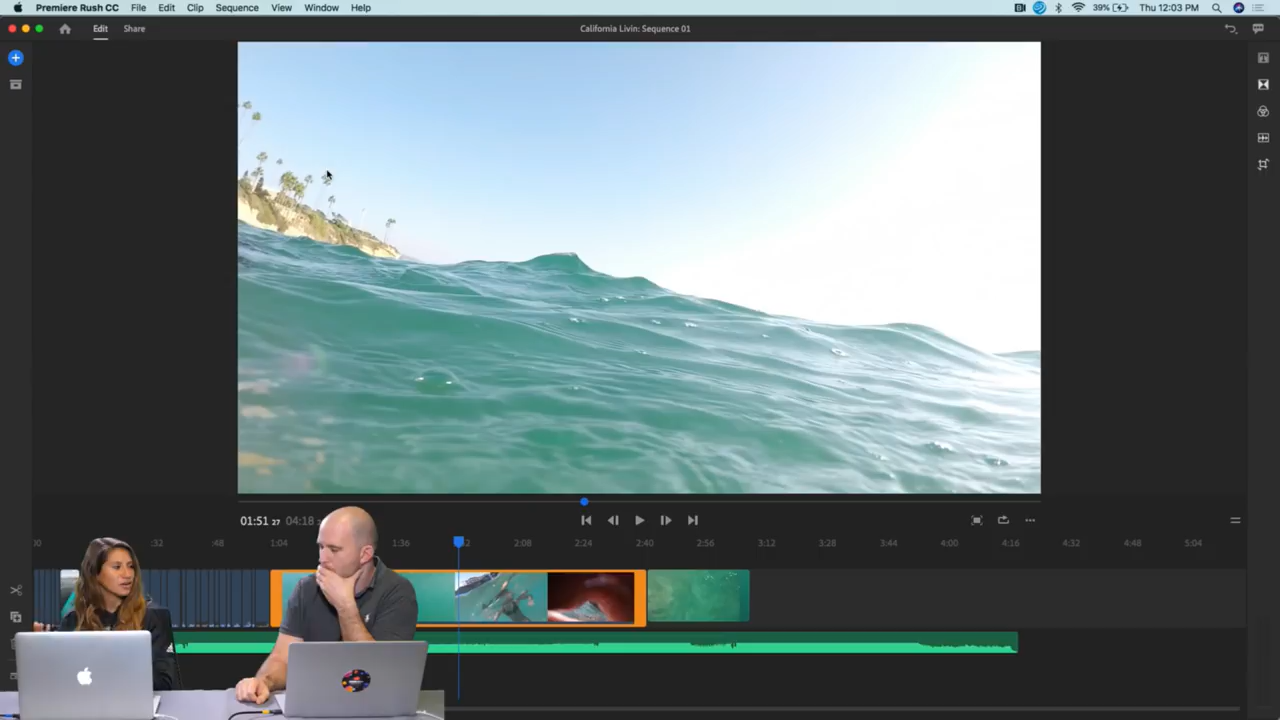 Premiere Rush CC File Edit Clip Sequence View Window Help 39% Thu 12:03 PM
Edit Share California Livin: Sequence 01
01:51 27 04:18
:32 :48 1:04 1:36 2:08 2:24 2:40 2:56 3:12 3:28 3:44 4:00 4:16 4:32 4:48 5:04